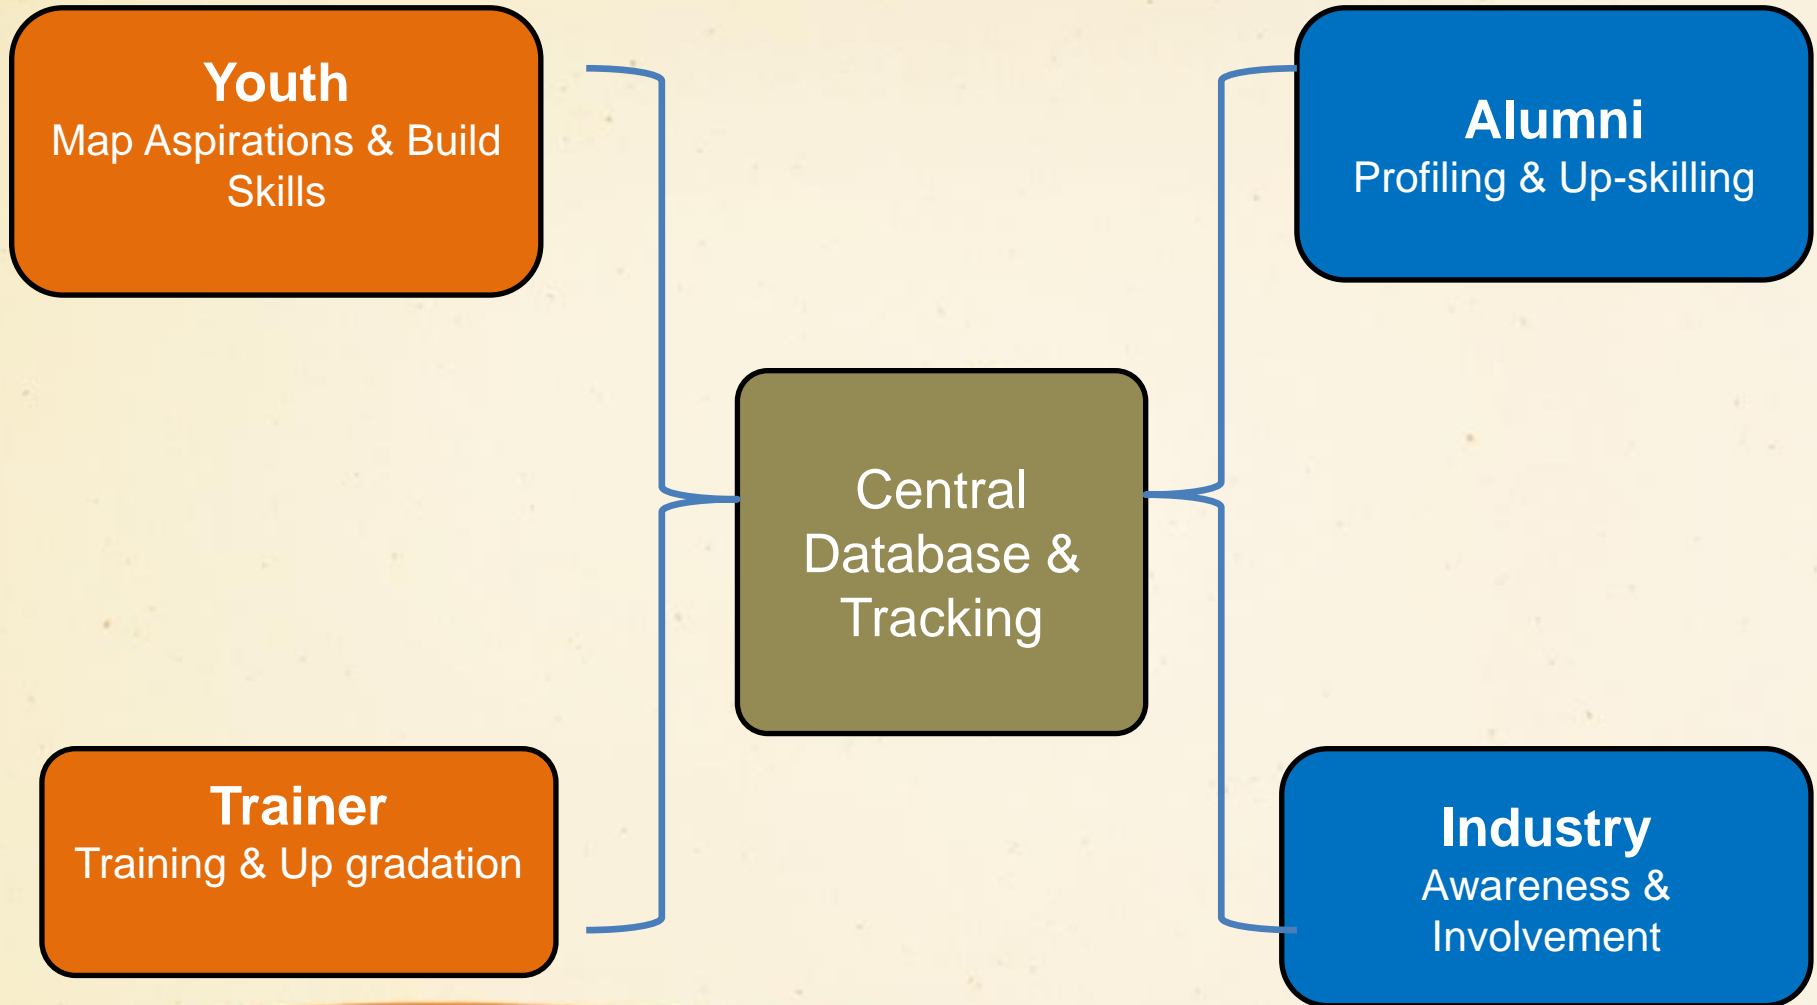 Youth
Map Aspirations & Build
Skills
Alumni
Profiling & Up-skilling
Central
Database &
Tracking
Trainer
Training & Up gradation
Industry
Awareness &
Involvement